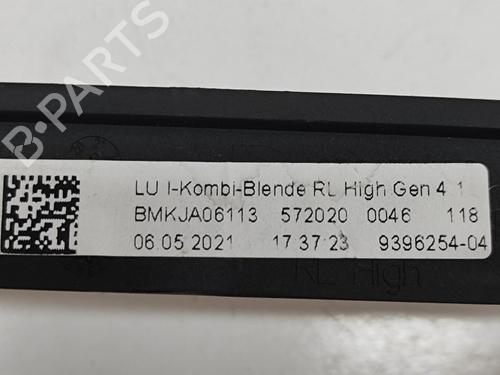 B-PARTS
LU I-Kombi-Blende RL High Gen 4.1
BMKJA06113 572020 0046 118
06.05.2021 17:37:23 9396254-04
RL High